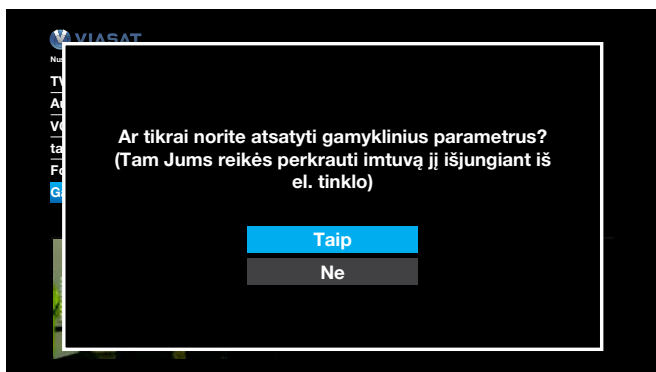 VIASAT
Ar tikrai norite atsatyti gamyklinius parametrus?
(Tam Jums reikės perkrauti imtuvą jį išjungiant iš
el. tinklo)
Taip
Ne